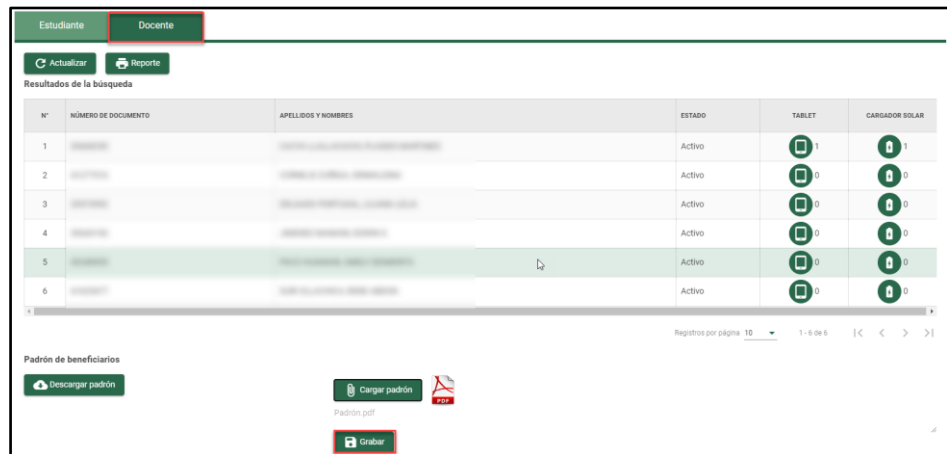 Estudiante Docente
Actualizar Reporte
Resultados de la búsqueda
N° NÚMERO DE DOCUMENTO APELLIDOS Y NOMBRES ESTADO TABLET CARGADOR SOLAR
1 Activo 1 1
2 Activo 0 0
3 Activo 0 0
4 Activo 0 0
5 Activo 0 0
6 Activo 0 0
Registros por página 10 1 - 6 de 6
Padrón de beneficiarios
Descargar padrón Cargar padrón PDF
Padrón.pdf
Grabar